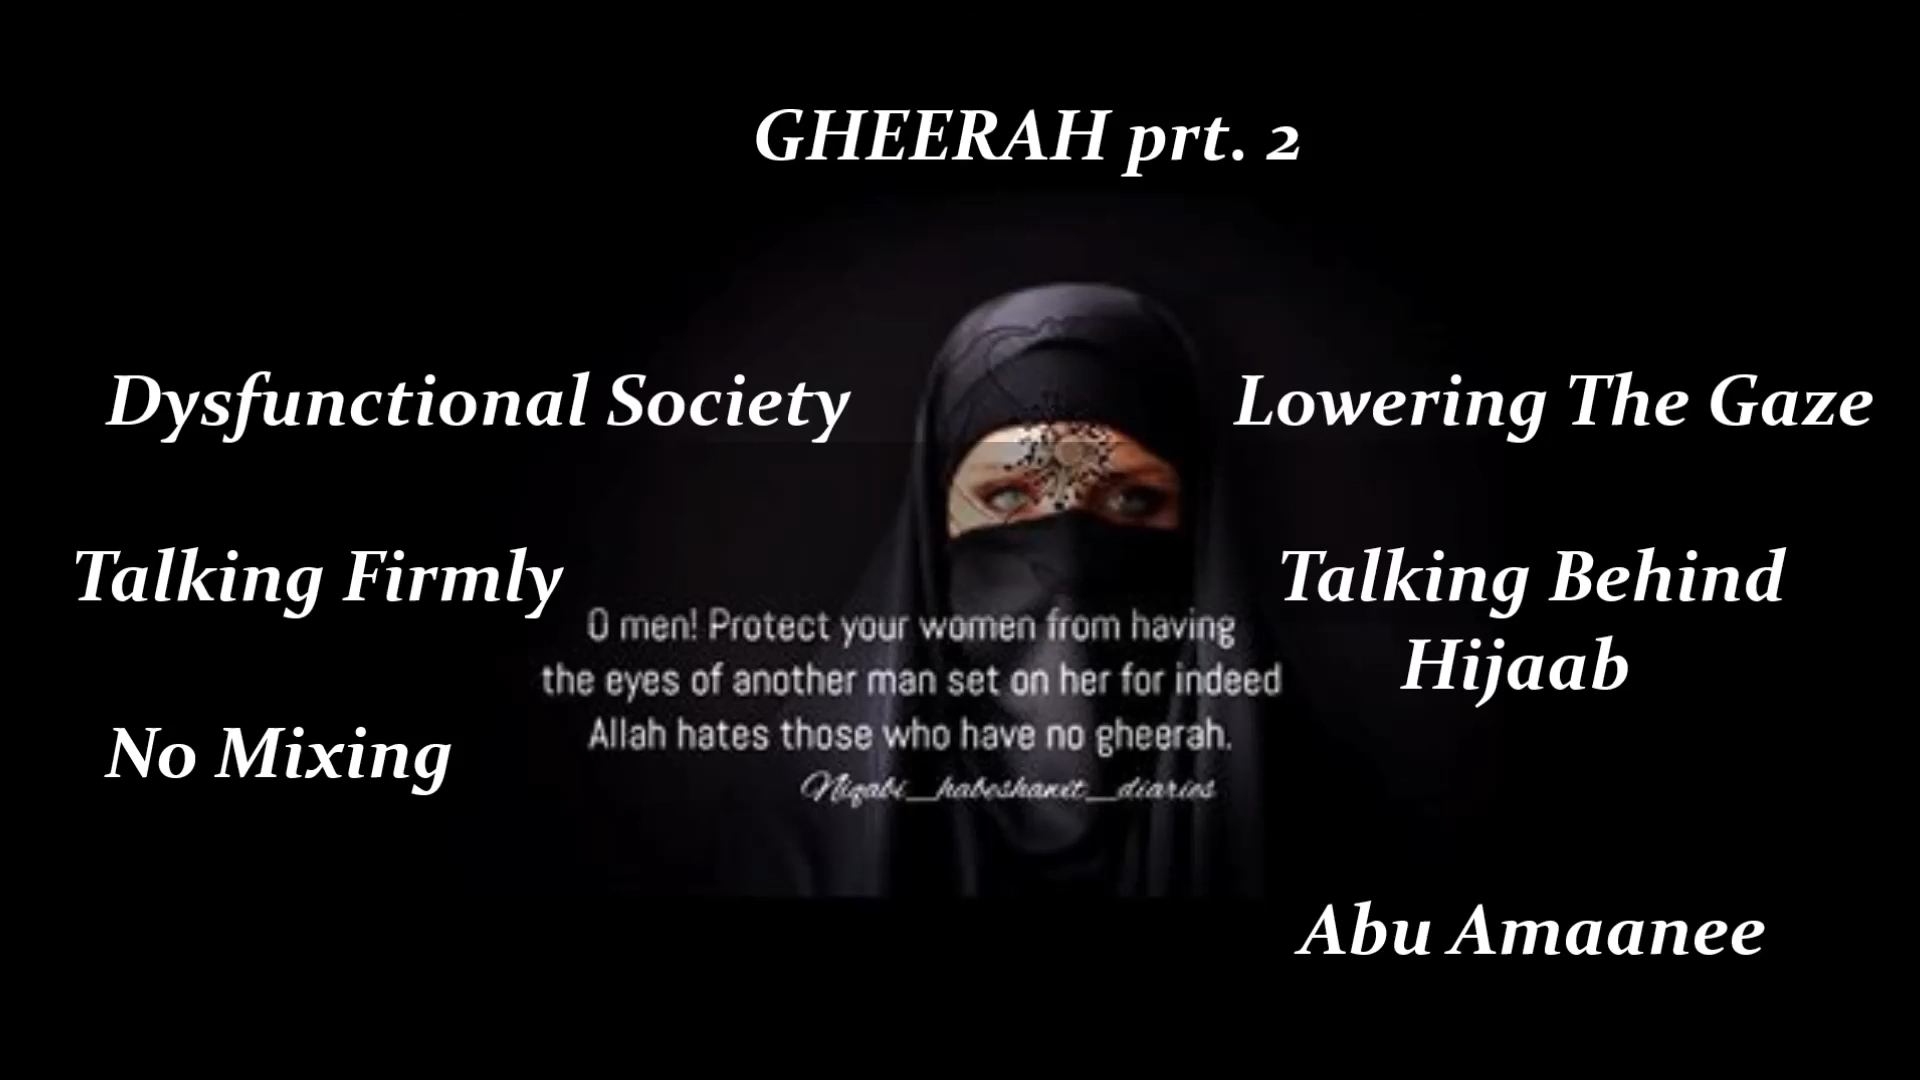 GHEERAH prt. 2
Dysfunctional Society
Lowering The Gaze
Talking Firmly
Talking Behind
Hijaab
O men! Protect your women from having
the eyes of another man set on her for indeed
Allah hates those who have no gheerah.
Niqabi_habeshawit_diaries
No Mixing
Abu Amaanee